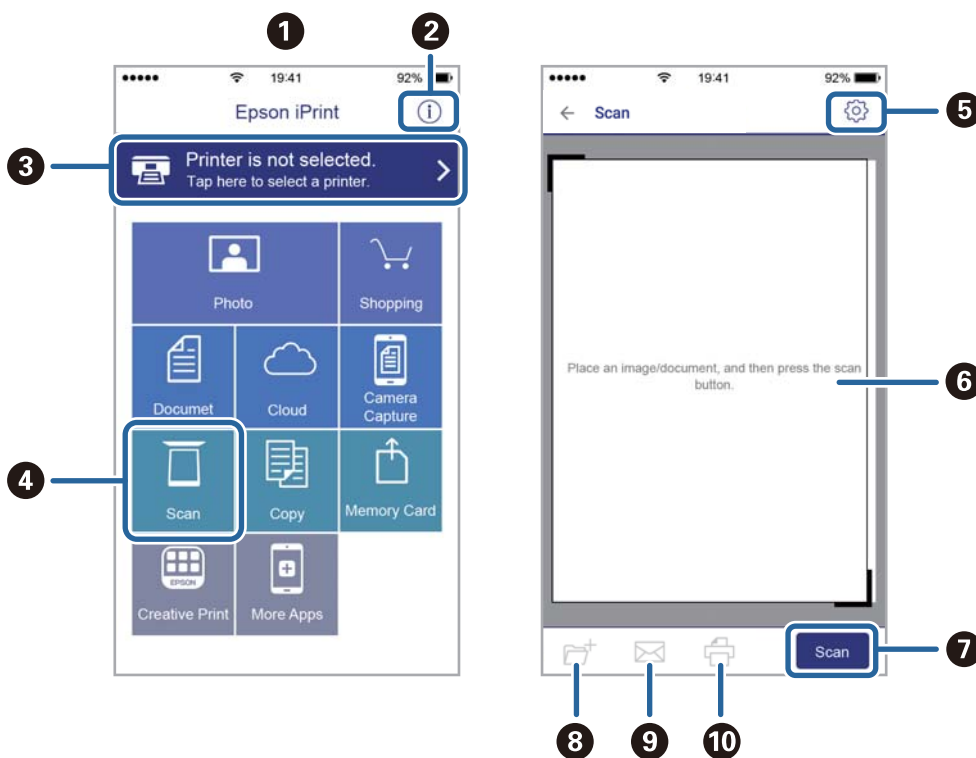 1
2
••••• 19:41 92%
Epson iPrint
i
3
Printer is not selected.
Tap here to select a printer.
Photo
Shopping
Documet
Cloud
Camera
Capture
4
Scan
Copy
Memory Card
EPSON
Creative Print
More Apps
••••• 19:41 92%
← Scan
5
Place an image/document, and then press the scan
button.
6
Scan
7
8
9
10